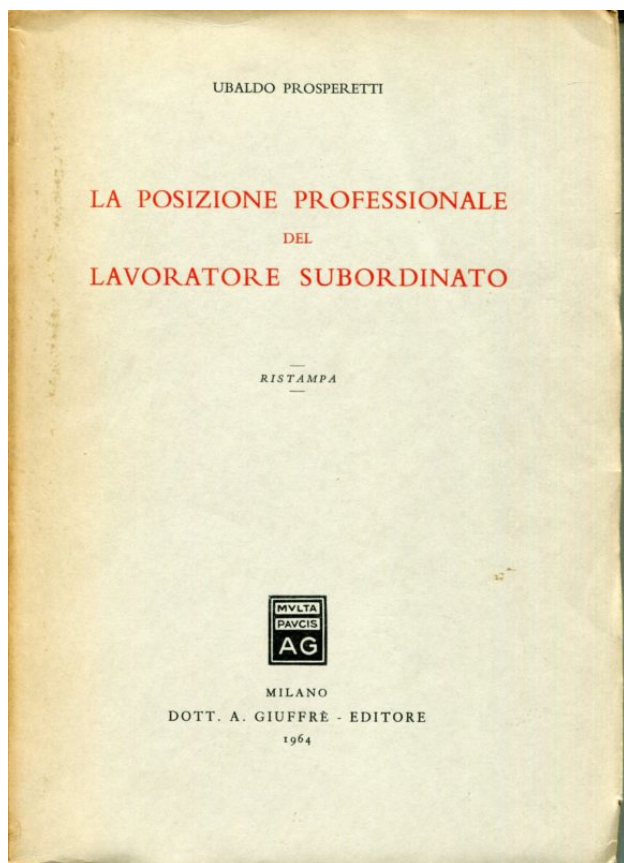 UBALDO PROSPERETTI
LA POSIZIONE PROFESSIONALE
DEL
LAVORATORE SUBORDINATO
RISTAMPA
MVLTA
PAVCIS
AG
MILANO
DOTT. A. GIUFFRÈ - EDITORE
1964